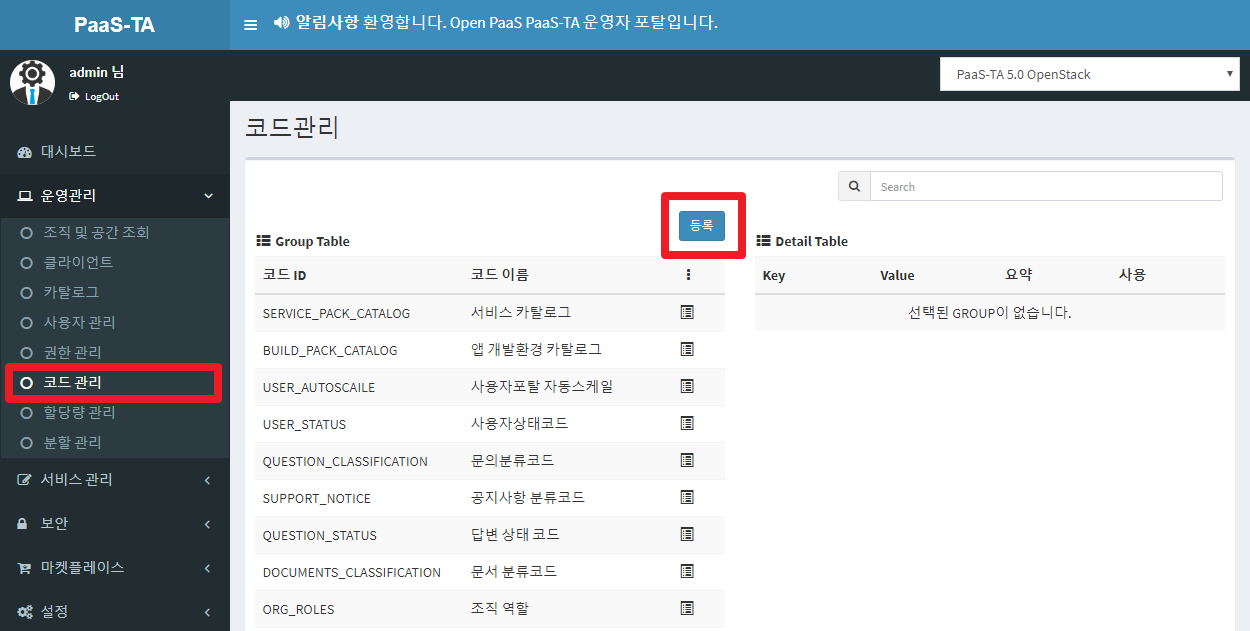 PaaS-TA
알림사항 환영합니다. Open PaaS PaaS-TA 운영자 포탈입니다.
admin 님
LogOut
PaaS-TA 5.0 OpenStack
대시보드
운영관리
조직 및 공간 조회
클라이언트
카탈로그
사용자 관리
권한 관리
코드 관리
할당량 관리
분할 관리
서비스 관리
보안
마켓플레이스
설정
코드관리
Search
등록
Group Table
코드 ID 코드 이름
SERVICE_PACK_CATALOG 서비스 카탈로그
BUILD_PACK_CATALOG 앱 개발환경 카탈로그
USER_AUTOSCAILE 사용자포탈 자동스케일
USER_STATUS 사용자상태코드
QUESTION_CLASSIFICATION 문의분류코드
SUPPORT_NOTICE 공지사항 분류코드
QUESTION_STATUS 답변 상태 코드
DOCUMENTS_CLASSIFICATION 문서 분류코드
ORG_ROLES 조직 역할
Detail Table
Key Value 요약 사용
선택된 GROUP이 없습니다.